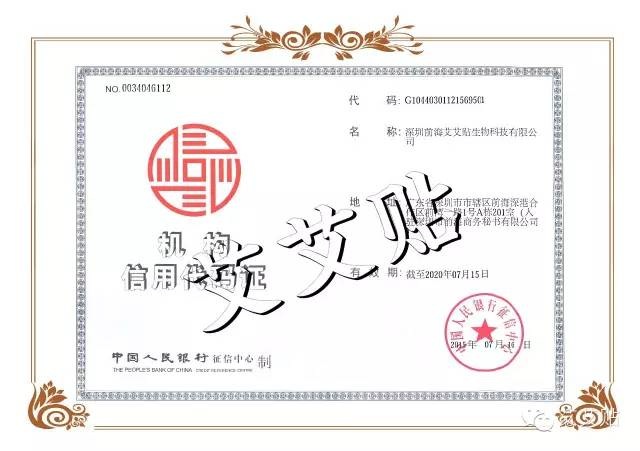 NO. 0034046112
代 码: G10440301121569501
名 称: 深圳前海艾艾贴生物科技有限公
司
地 址: 广东省深圳市市辖区前海深港合
作区前湾一路1号A栋201室（入
驻深圳市前海商务秘书有限公司
机 构
信用代码证
艾艾贴
有 效 期: 截至2020年07月15日
中国人民银行征信中心
2015年 07月 16日
中国人民银行 征信中心 制
THE PEOPLE'S BANK OF CHINA CREDIT REFERENCE CENTER